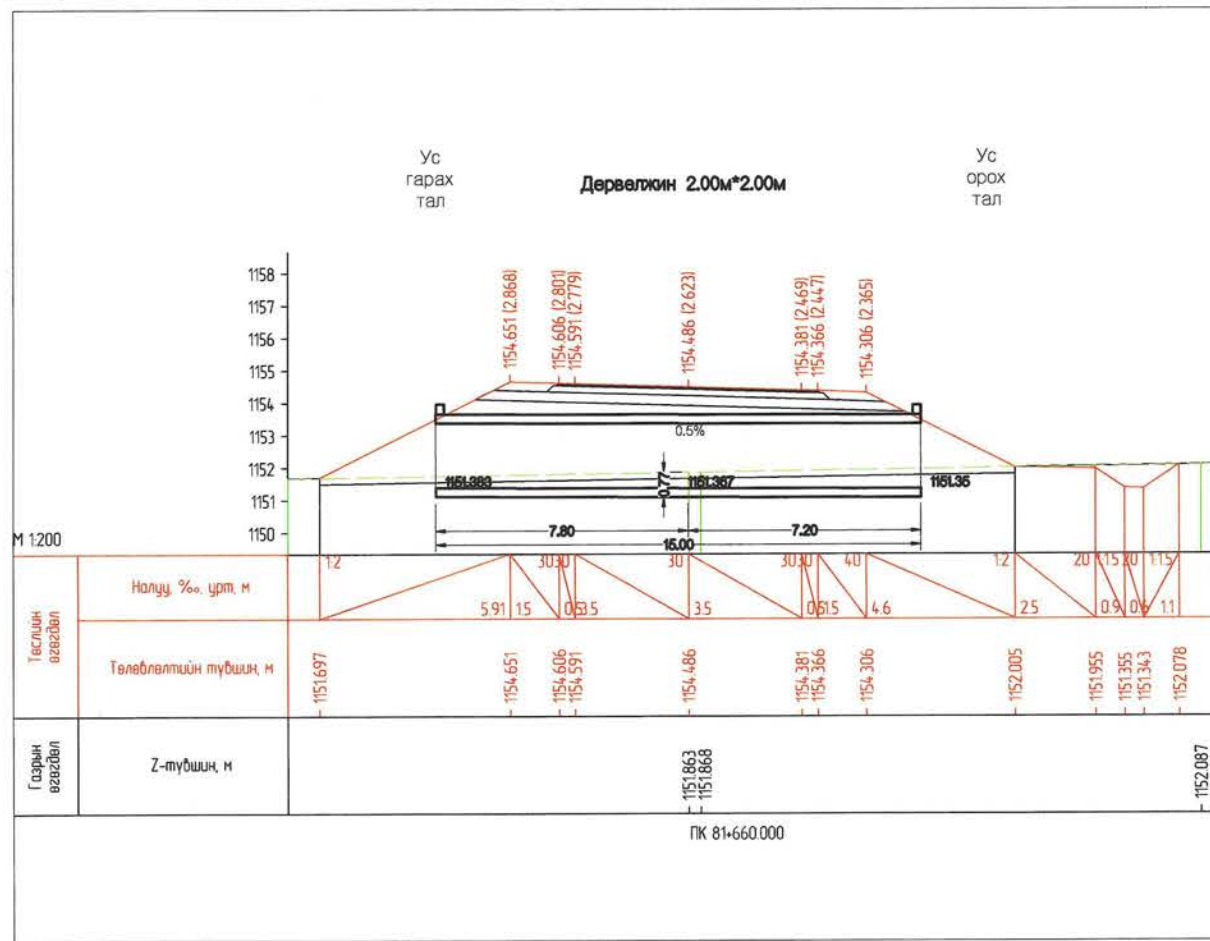 Ус
гарах
тал
Дөрвөлжин 2.00м*2.00м
Ус
орох
тал
1154.651 (2.868)
1154.606 (2.801)
1154.591 (2.779)
1154.486 (2.623)
1154.381 (2.469)
1154.366 (2.447)
1154.306 (2.365)
1158
1157
1156
1155
1154
1153
1152
1151
1150
0.5%
1151.383
0,77
1151.367
1151.35
7.80
7.20
15.00
М 1:200
Төслийн өгөгдөл
Налуу, ‰. урт. м
1:2 30 30 30 30 30 40 1:2 20 1:1.5 20 1:1.5
5.91 1.5 0.5 3.5 3.5 0.5 1.5 4.6 2.5 0.9 0.6 1.1
Төлөвлөлтийн түвшин, м
1151.697 1154.651 1154.606 1154.591 1154.486 1154.381 1154.366 1154.306 1152.005 1151.955 1151.355 1151.343 1152.078
Газрын өгөгдөл
Z-түвшин, м
1151.863 1151.868 1152.087
ПК 81+660.000